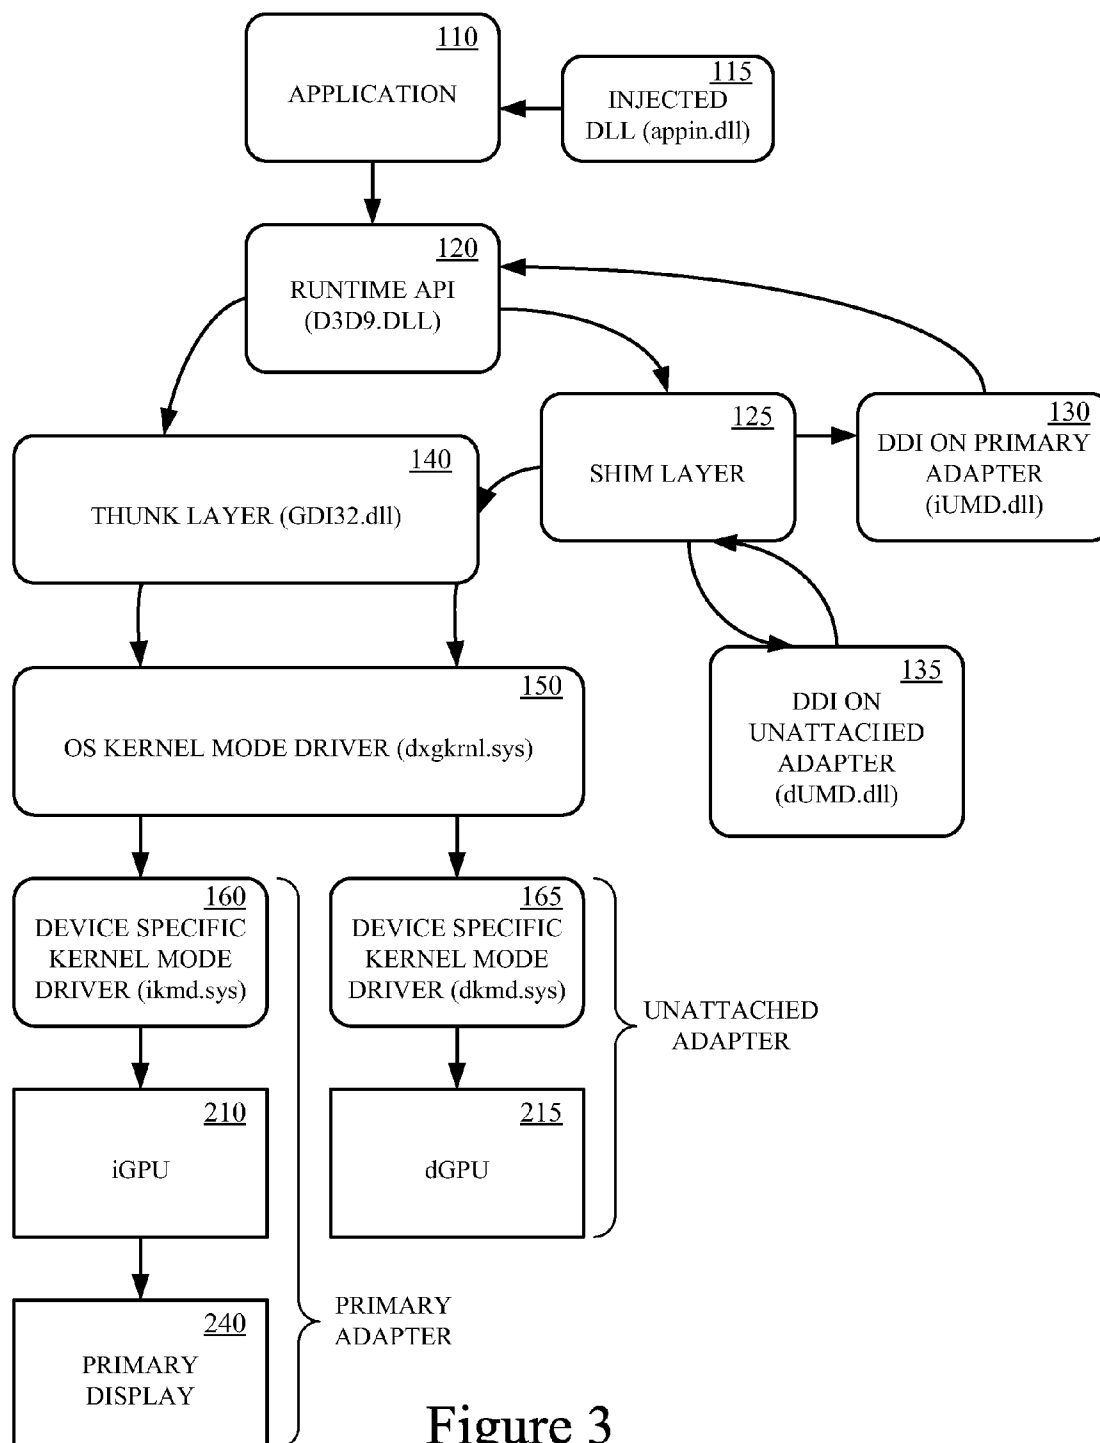 110
APPLICATION
115
INJECTED
DLL (appin.dll)
120
RUNTIME API
(D3D9.DLL)
125
SHIM LAYER
130
DDI ON PRIMARY
ADAPTER
(iUMD.dll)
140
THUNK LAYER (GDI32.dll)
135
DDI ON
UNATTACHED
ADAPTER
(dUMD.dll)
150
OS KERNEL MODE DRIVER (dxgkrnl.sys)
160
DEVICE SPECIFIC
KERNEL MODE
DRIVER (ikmd.sys)
165
DEVICE SPECIFIC
KERNEL MODE
DRIVER (dkmd.sys)
UNATTACHED
ADAPTER
210
iGPU
215
dGPU
240
PRIMARY
DISPLAY
PRIMARY
ADAPTER
Figure 3